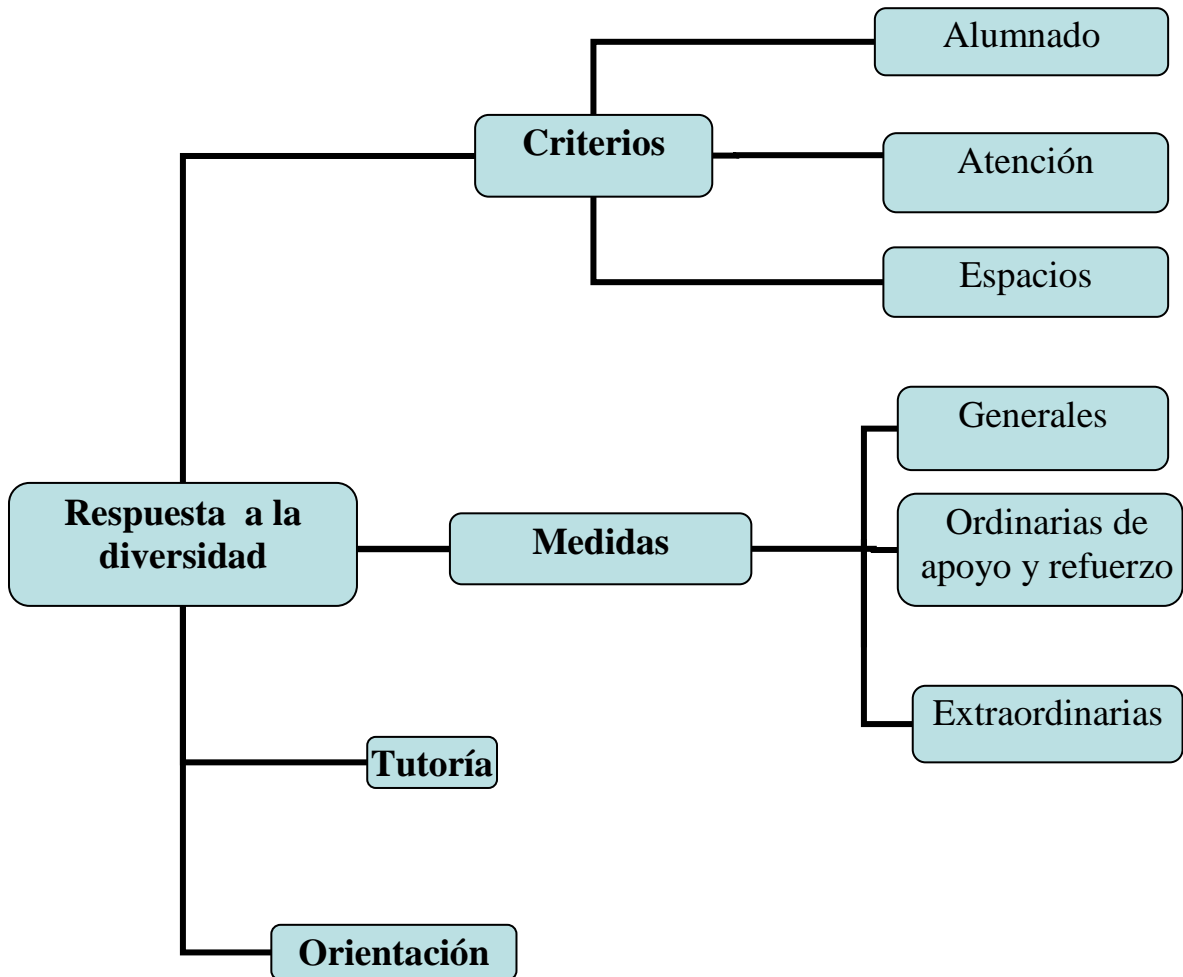 Alumnado
Criterios
Atención
Espacios
Generales
Respuesta a la
diversidad
Medidas
Ordinarias de
apoyo y refuerzo
Extraordinarias
Tutoría
Orientación